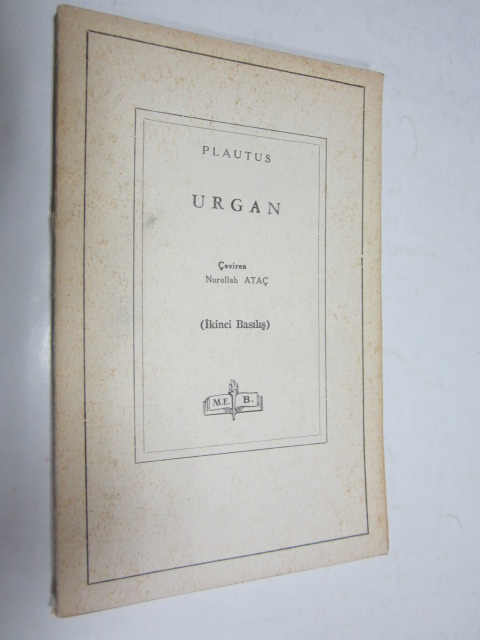 PLAUTUS
URGAN
Çeviren
Nurullah ATAÇ
(İkinci Basılış)
M.E. B.